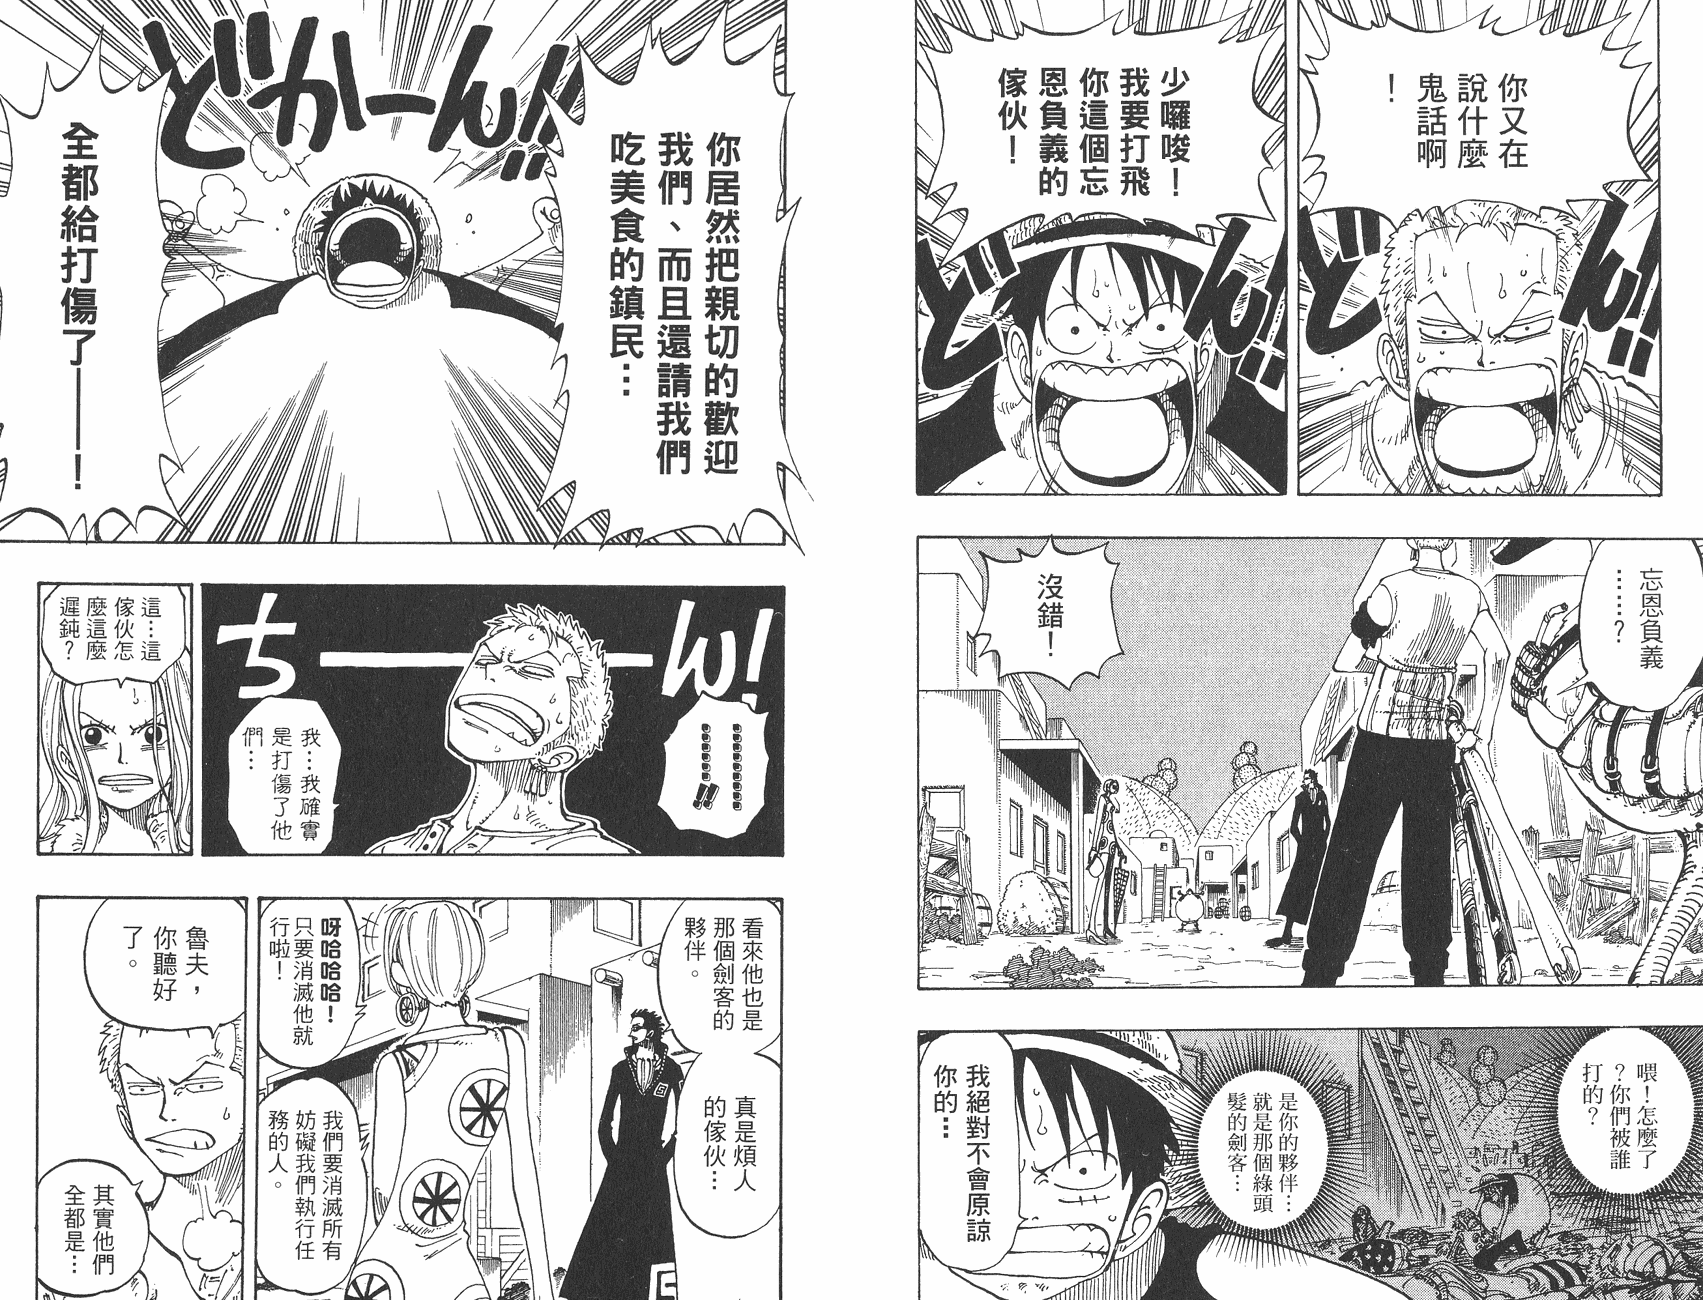 你又在
說什麼
鬼話啊
！
ど
ん!!
少囉唆！
我要打飛
你這個忘
恩負義的
傢伙！
ど
ん!!
忘恩負義
……？
沒錯！
喂！怎麼了
？你們被誰
打的？
是你的夥伴…
就是那個綠頭
髮的劍客…
我絕對不會原諒
你的…
どかーん!!
你居然把親切的歡迎
我們、而且還請我們
吃美食的鎮民…
全都給打傷了——！
ちーん!
………………!!
我…我確實
是打傷了他
們…
這…這
傢伙怎
麼這麼
遲鈍？
看來他也是
那個劍客的
夥伴。
真是煩人
的傢伙…
呀哈哈哈！
只要消滅他就
行啦！
我們要消滅所有
妨礙我們執行任
務的人。
魯夫，
你聽好
了。
其實他們
全都是…